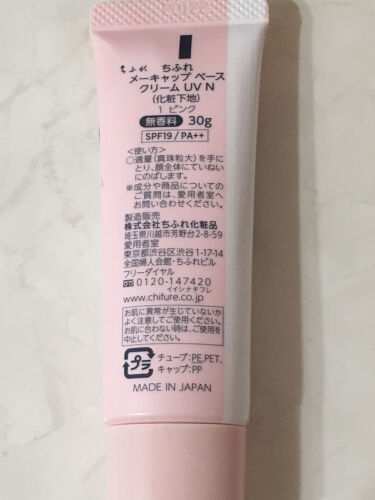 ちふれ ちふれ
メーキャップ ベース
クリーム UV N
(化粧下地)
1 ピンク
無香料 30g
SPF19/PA++
<使い方>
○適量(真珠粒大)を手に
とり、顔全体にていねい
にのばします。
※成分や商品についての
ご質問は、愛用者室へ
お問い合わせください。
製造販売
株式会社ちふれ化粧品
埼玉県川越市芳野台2-8-59
愛用者室
東京都渋谷区渋谷1-17-14
全国婦人会館・ちふれビル
フリーダイヤル
0120-147420
イイシナチフレ
www.chifure.co.jp
お肌に異常が生じていないか
よく注意してご使用ください。
お肌に合わない時は、ご使用を
中止してください。
プラ チューブ:PE,PET、
キャップ:PP
MADE IN JAPAN